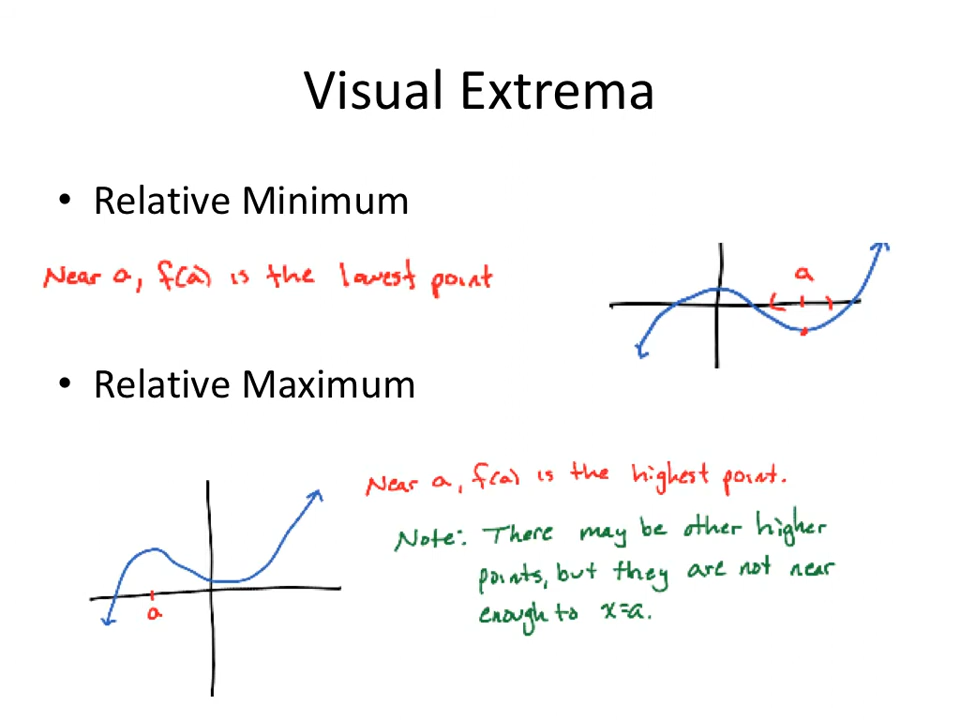 Visual Extrema
• Relative Minimum
Near a, f(a) is the lowest point
a
• Relative Maximum
Near a, f(a) is the highest point.
Note: There may be other higher
points, but they are not near
enough to x=a.
a